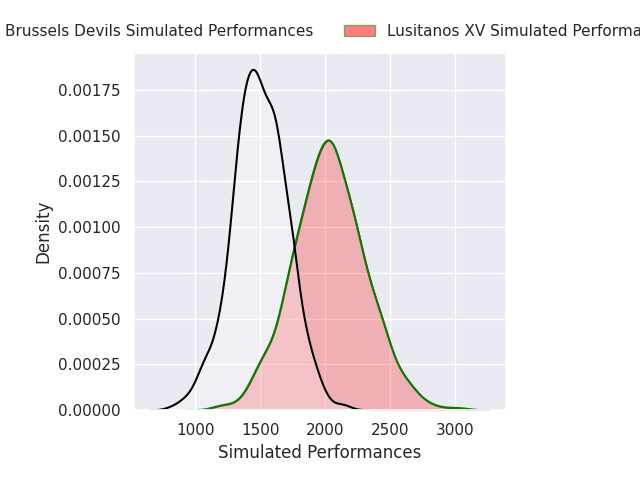 Brussels Devils Simulated Performances Lusitanos XV Simulated Performa
0.00175
0.00150
0.00125
0.00100
0.00075
0.00050
0.00025
0.00000
Density
1000 1500 2000 2500 3000
Simulated Performances